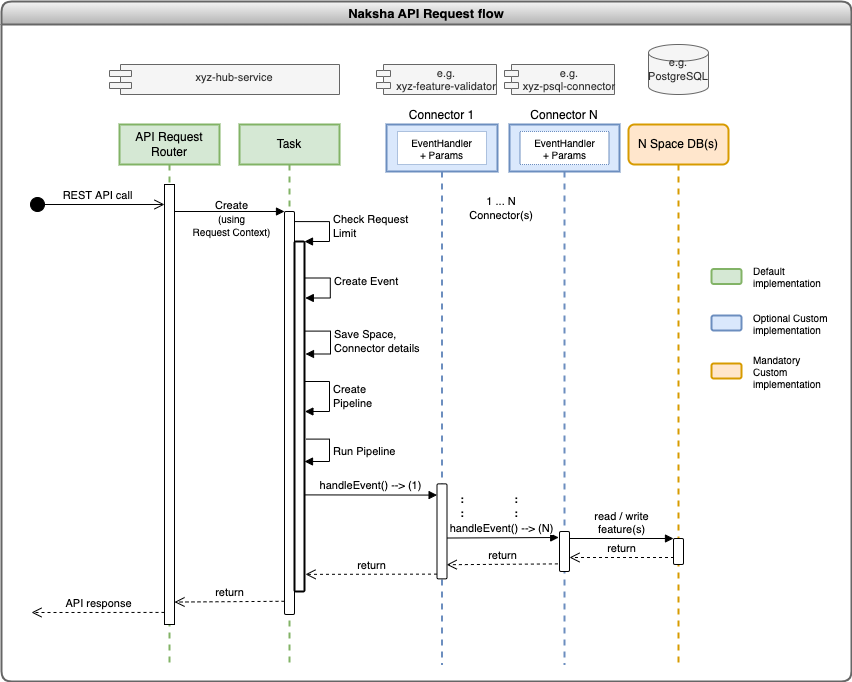 Naksha API Request flow
xyz-hub-service
e.g.
xyz-feature-validator
e.g.
xyz-psql-connector
e.g.
PostgreSQL
Connector 1
Connector N
API Request
Router
Task
EventHandler
+ Params
EventHandler
+ Params
N Space DB(s)
REST API call
Create
(using
Request Context)
1 ... N
Connector(s)
Check Request
Limit
Create Event
Save Space,
Connector details
Create
Pipeline
Run Pipeline
Default
implementation
Optional Custom
implementation
Mandatory
Custom
implementation
handleEvent() --> (1)
: :
: :
handleEvent() --> (N)
read / write
feature(s)
return
return
return
return
API response